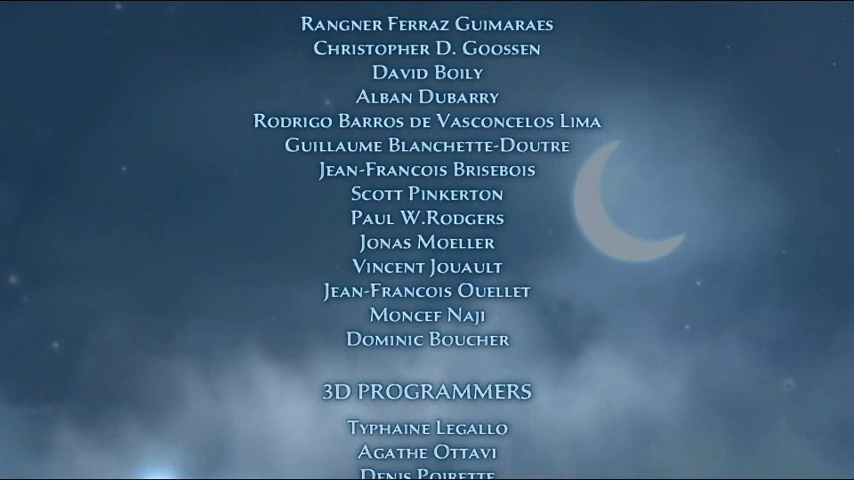 Rangner Ferraz Guimaraes
Christopher D. Goossen
David Boily
Alban Dubarry
Rodrigo Barros de Vasconcelos Lima
Guillaume Blanchette-Doutre
Jean-Francois Brisebois
Scott Pinkerton
Paul W.Rodgers
Jonas Moeller
Vincent Jouault
Jean-Francois Ouellet
Moncef Naji
Dominic Boucher
3D PROGRAMMERS
Typhaine Legallo
Agathe Ottavi
Denis Poirette